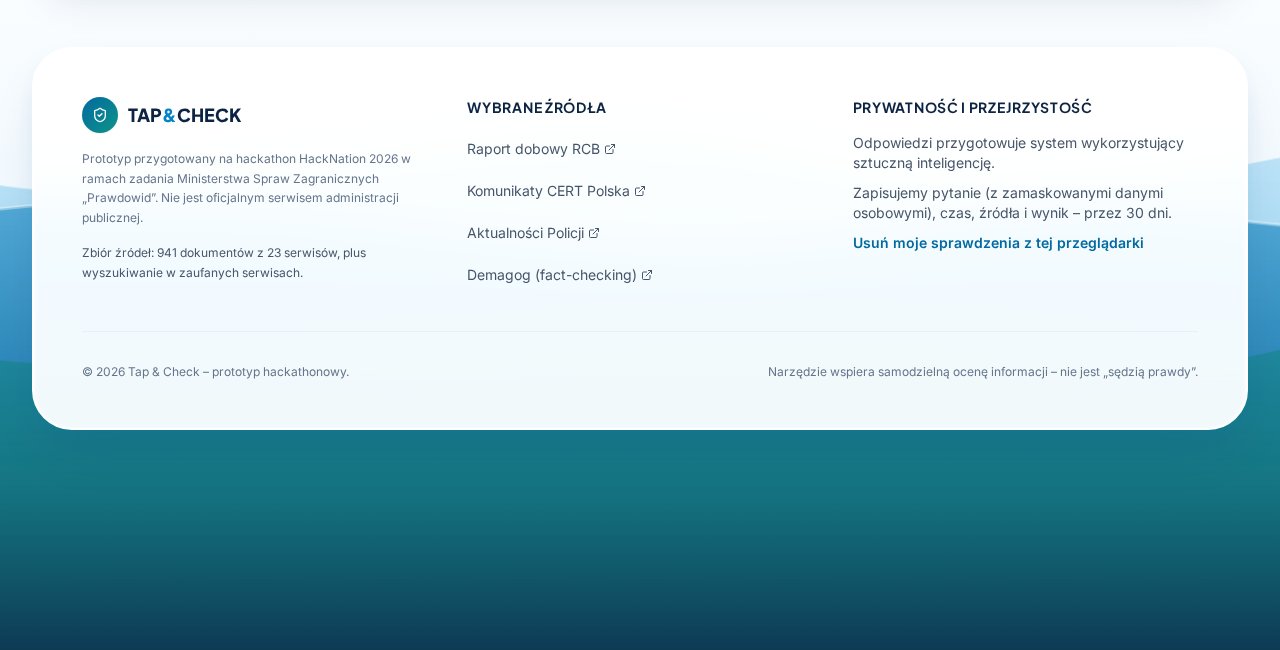 TAP&CHECK
Prototyp przygotowany na hackathon HackNation 2026 w
ramach zadania Ministerstwa Spraw Zagranicznych
„Prawdowid”. Nie jest oficjalnym serwisem administracji
publicznej.
Zbiór źródeł: 941 dokumentów z 23 serwisów, plus
wyszukiwanie w zaufanych serwisach.
WYBRANE ŹRÓDŁA
Raport dobowy RCB
Komunikaty CERT Polska
Aktualności Policji
Demagog (fact-checking)
PRYWATNOŚĆ I PRZEJRZYSTOŚĆ
Odpowiedzi przygotowuje system wykorzystujący
sztuczną inteligencję.
Zapisujemy pytanie (z zamaskowanymi danymi
osobowymi), czas, źródła i wynik – przez 30 dni.
Usuń moje sprawdzenia z tej przeglądarki
© 2026 Tap & Check – prototyp hackathonowy.
Narzędzie wspiera samodzielną ocenę informacji – nie jest „sędzią prawdy”.